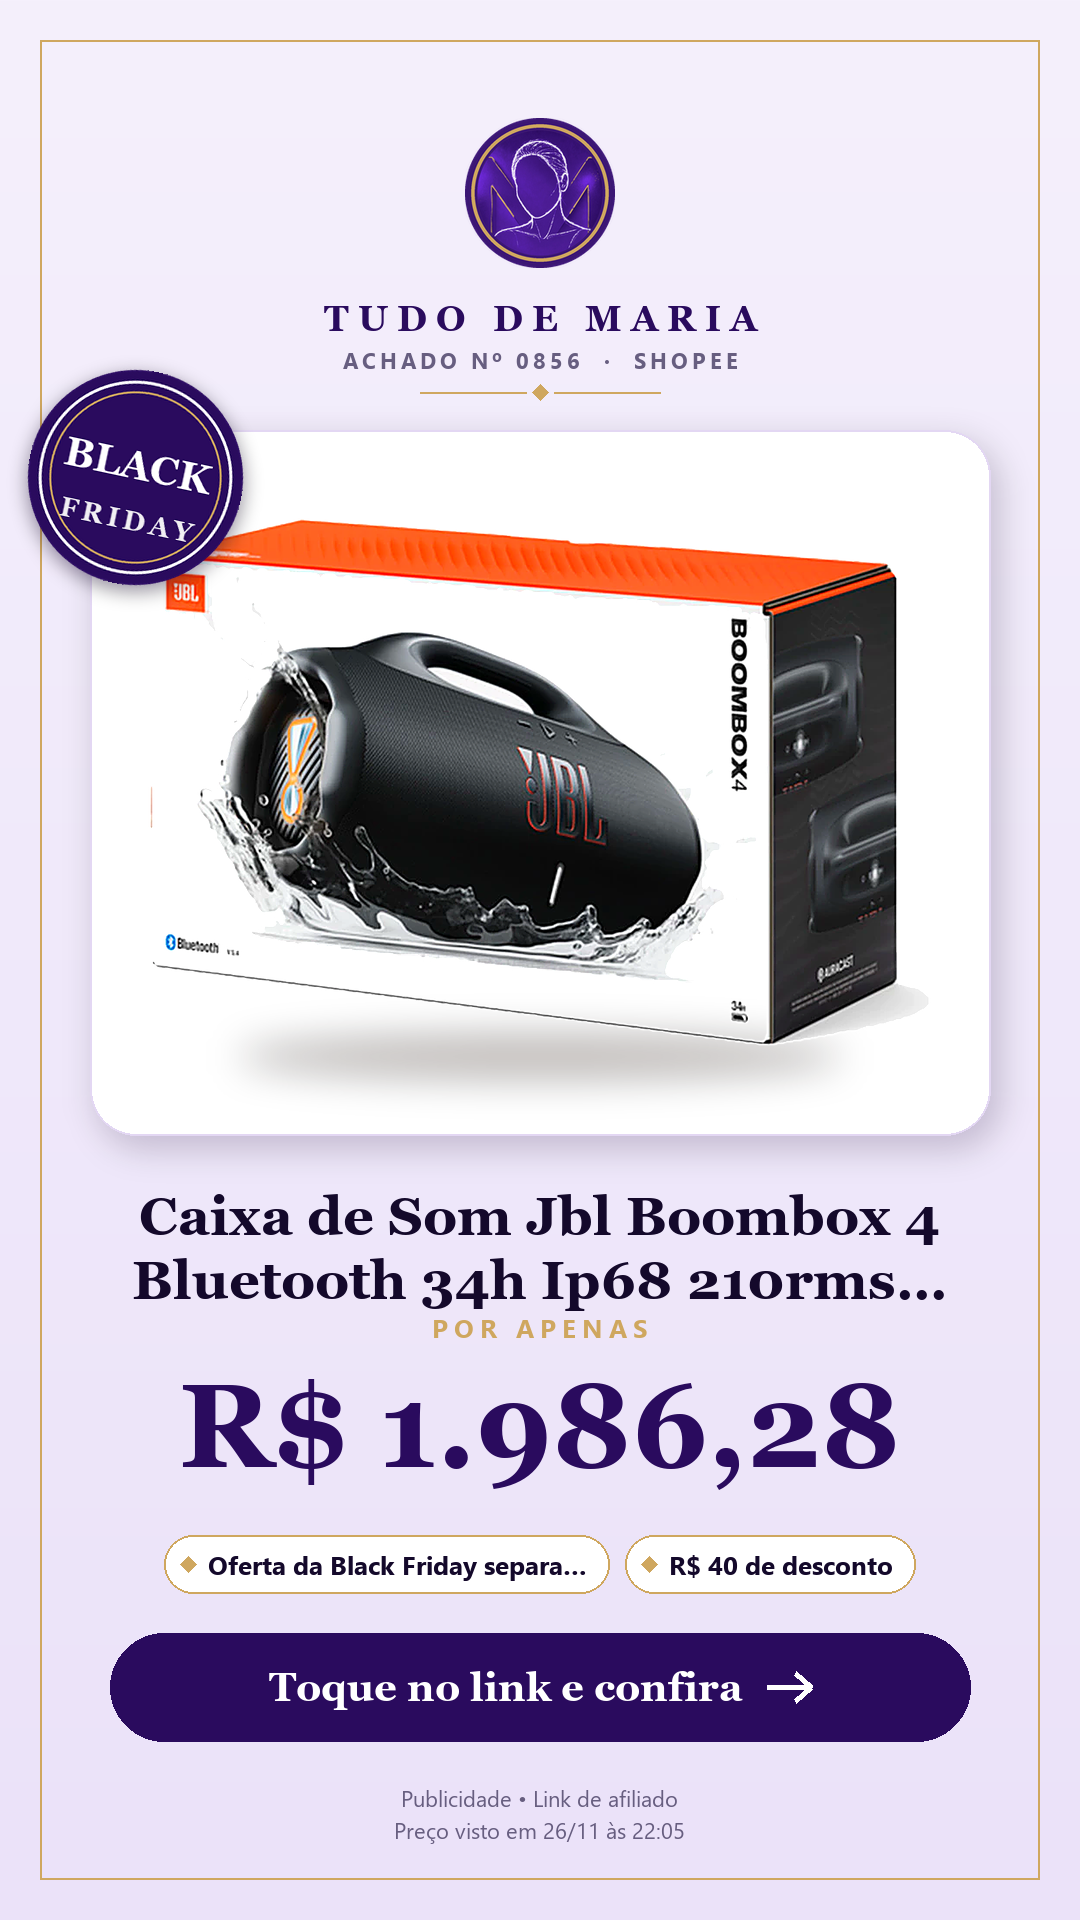 TUDO DE MARIA
ACHADO Nº 0856 · SHOPEE
BLACK
FRIDAY
JBL
BOOMBOX4
JBL
Bluetooth
AURACAST
34h
Caixa de Som Jbl Boombox 4
Bluetooth 34h Ip68 210rms...
POR APENAS
R$ 1.986,28
Oferta da Black Friday separa...
R$ 40 de desconto
Toque no link e confira →
Publicidade • Link de afiliado
Preço visto em 26/11 às 22:05